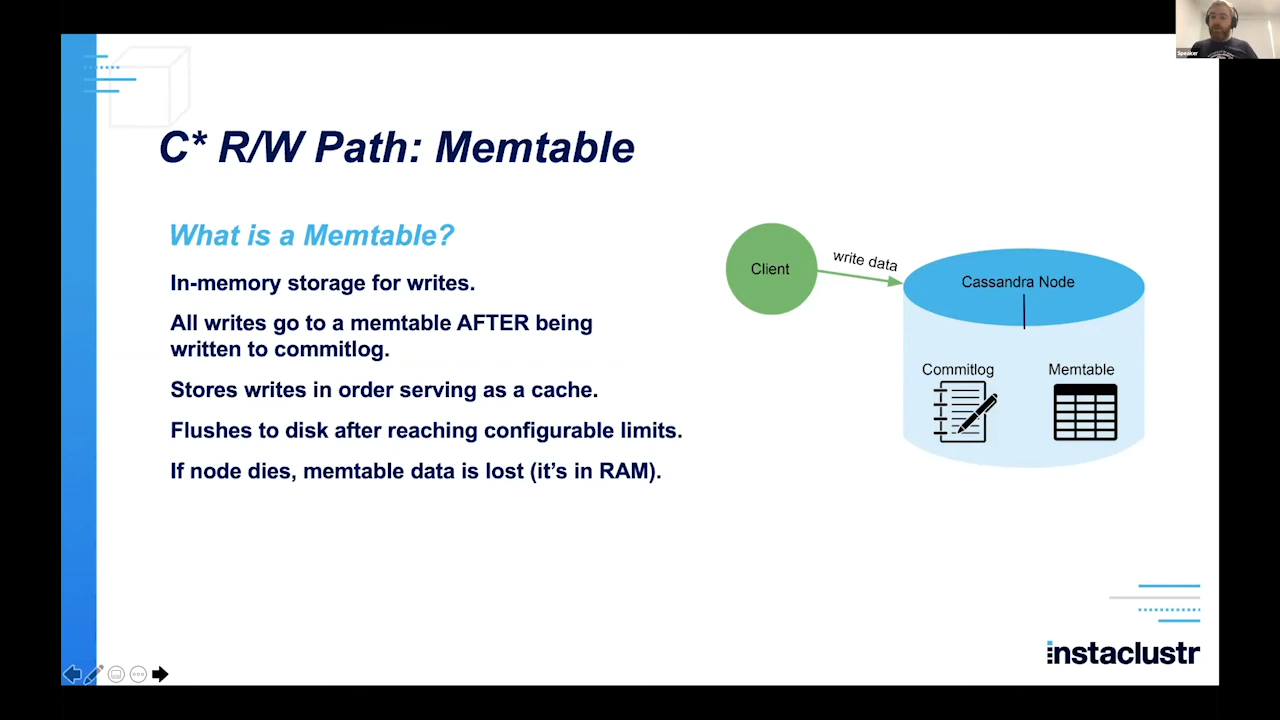 Speaker
C* R/W Path: Memtable
What is a Memtable?
In-memory storage for writes.
All writes go to a memtable AFTER being
written to commitlog.
Stores writes in order serving as a cache.
Flushes to disk after reaching configurable limits.
If node dies, memtable data is lost (it’s in RAM).
Client
write data
Cassandra Node
Commitlog
Memtable
instaclustr